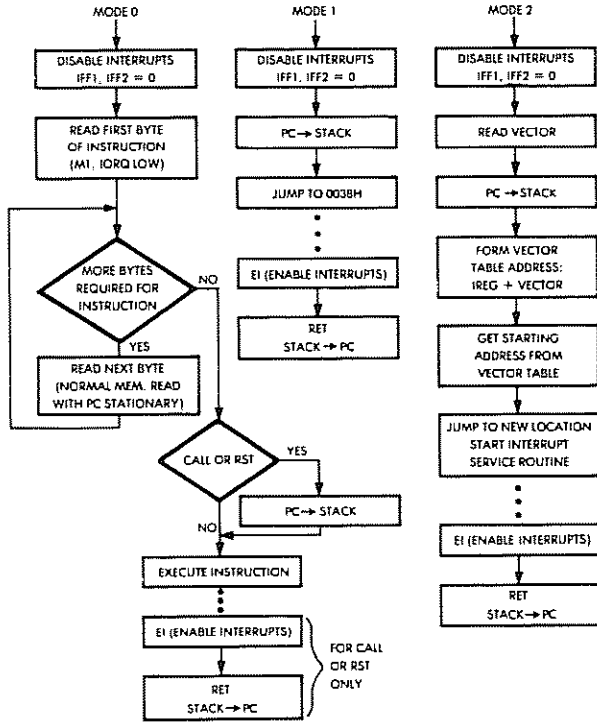 MODE 0
DISABLE INTERRUPTS
IFF1, IFF2 = 0
READ FIRST BYTE
OF INSTRUCTION
(M1, IORQ LOW)
MORE BYTES
REQUIRED FOR
INSTRUCTION
NO
YES
READ NEXT BYTE
(NORMAL MEM. READ
WITH PC STATIONARY)
CALL OR RST
YES
PC→STACK
NO
EXECUTE INSTRUCTION
EI (ENABLE INTERRUPTS)
RET
STACK→PC
FOR CALL
OR RST
ONLY
MODE 1
DISABLE INTERRUPTS
IFF1, IFF2 = 0
PC→STACK
JUMP TO 0038H
EI (ENABLE INTERRUPTS)
RET
STACK→PC
MODE 2
DISABLE INTERRUPTS
IFF1, IFF2 = 0
READ VECTOR
PC→STACK
FORM VECTOR
TABLE ADDRESS:
IREG + VECTOR
GET STARTING
ADDRESS FROM
VECTOR TABLE
JUMP TO NEW LOCATION
START INTERRUPT
SERVICE ROUTINE
EI (ENABLE INTERRUPTS)
RET
STACK→PC